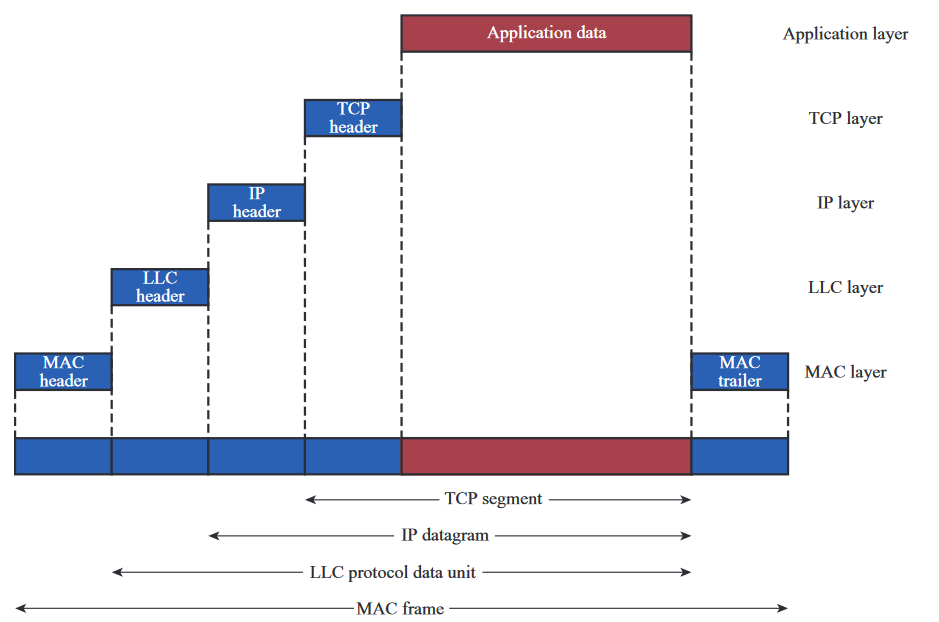 Application data
Application layer
TCP
header
TCP layer
IP
header
IP layer
LLC
header
LLC layer
MAC
header
MAC
trailer
MAC layer
TCP segment
IP datagram
LLC protocol data unit
MAC frame